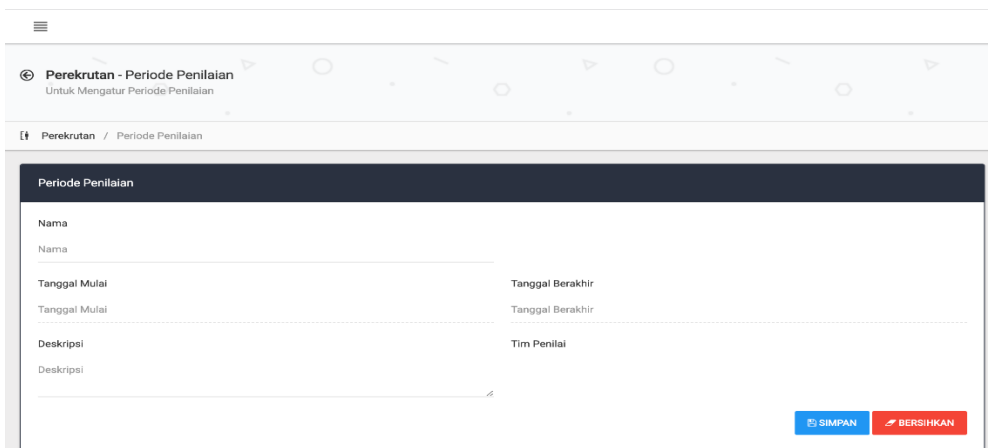 Perekrutan - Periode Penilaian
Untuk Mengatur Periode Penilaian
Perekrutan / Periode Penilaian
Periode Penilaian
Nama
Nama
Tanggal Mulai
Tanggal Berakhir
Tanggal Mulai
Tanggal Berakhir
Deskripsi
Tim Penilai
Deskripsi
SIMPAN
BERSIHKAN